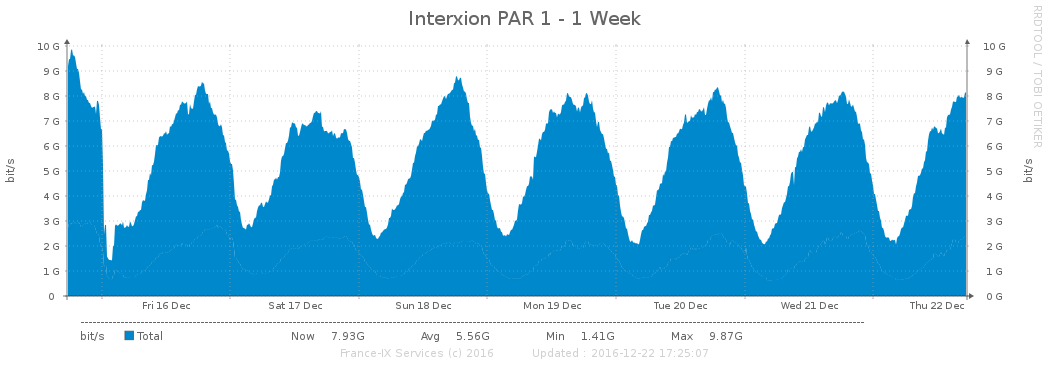 Interxion PAR 1 - 1 Week
RRDTOOL / TOBI OETIKER
bit/s
10 G
9 G
8 G
7 G
6 G
5 G
4 G
3 G
2 G
1 G
0
10 G
9 G
8 G
7 G
6 G
5 G
4 G
3 G
2 G
1 G
0 G
bit/s
Fri 16 Dec Sat 17 Dec Sun 18 Dec Mon 19 Dec Tue 20 Dec Wed 21 Dec Thu 22 Dec
bit/s Total Now 7.93G Avg 5.56G Min 1.41G Max 9.87G
France-IX Services (c) 2016 Updated : 2016-12-22 17:25:07